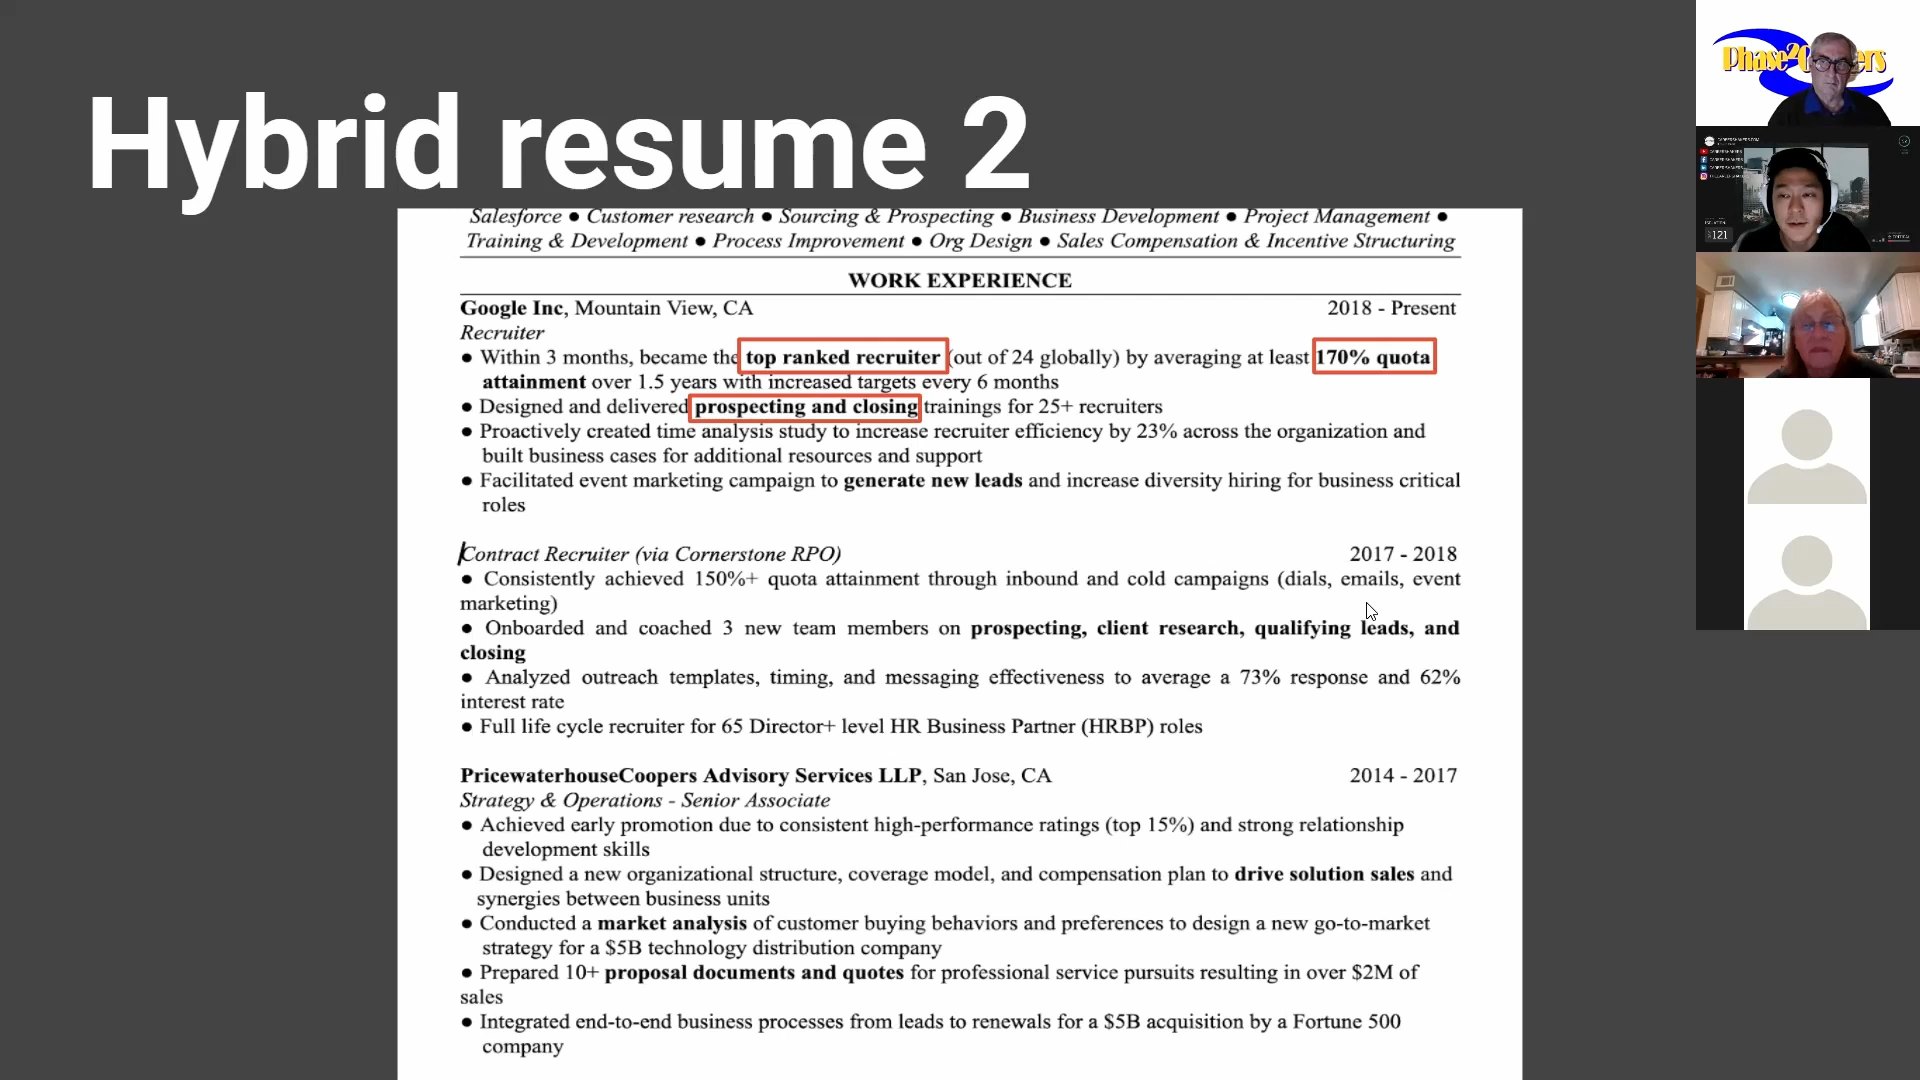 Hybrid resume 2
Salesforce ● Customer research ● Sourcing & Prospecting ● Business Development ● Project Management ●
Training & Development ● Process Improvement ● Org Design ● Sales Compensation & Incentive Structuring
WORK EXPERIENCE
Google Inc, Mountain View, CA 2018 - Present
Recruiter
● Within 3 months, became the top ranked recruiter (out of 24 globally) by averaging at least 170% quota
attainment over 1.5 years with increased targets every 6 months
● Designed and delivered prospecting and closing trainings for 25+ recruiters
● Proactively created time analysis study to increase recruiter efficiency by 23% across the organization and
built business cases for additional resources and support
● Facilitated event marketing campaign to generate new leads and increase diversity hiring for business critical
roles
Contract Recruiter (via Cornerstone RPO) 2017 - 2018
● Consistently achieved 150%+ quota attainment through inbound and cold campaigns (dials, emails, event
marketing)
● Onboarded and coached 3 new team members on prospecting, client research, qualifying leads, and
closing
● Analyzed outreach templates, timing, and messaging effectiveness to average a 73% response and 62%
interest rate
● Full life cycle recruiter for 65 Director+ level HR Business Partner (HRBP) roles
PricewaterhouseCoopers Advisory Services LLP, San Jose, CA 2014 - 2017
Strategy & Operations - Senior Associate
● Achieved early promotion due to consistent high-performance ratings (top 15%) and strong relationship
development skills
● Designed a new organizational structure, coverage model, and compensation plan to drive solution sales and
synergies between business units
● Conducted a market analysis of customer buying behaviors and preferences to design a new go-to-market
strategy for a $5B technology distribution company
● Prepared 10+ proposal documents and quotes for professional service pursuits resulting in over $2M of
sales
● Integrated end-to-end business processes from leads to renewals for a $5B acquisition by a Fortune 500
company
121